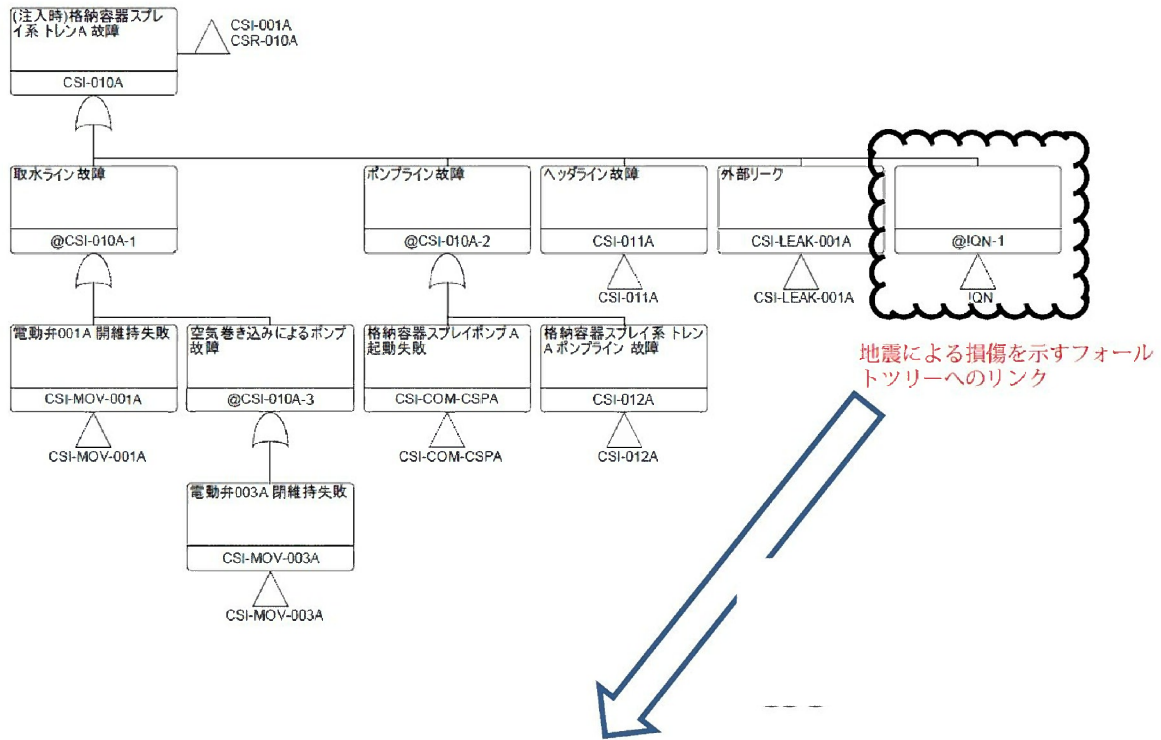 (注入時)格納容器スプレ
イ系 トレンA 故障
CSI-010A
CSI-001A
CSR-010A
取水ライン 故障
@CSI-010A-1
ポンプライン 故障
@CSI-010A-2
ヘッダライン 故障
CSI-011A
CSI-011A
外部リーク
CSI-LEAK-001A
CSI-LEAK-001A
@!QN-1
!QN
地震による損傷を示すフォール
トツリーへのリンク
電動弁001A 開維持失敗
CSI-MOV-001A
CSI-MOV-001A
空気巻き込みによるポンプ
故障
@CSI-010A-3
格納容器スプレイポンプ A
起動失敗
CSI-COM-CSPA
CSI-COM-CSPA
格納容器スプレイ系 トレン
A ポンプライン 故障
CSI-012A
CSI-012A
電動弁003A 閉維持失敗
CSI-MOV-003A
CSI-MOV-003A